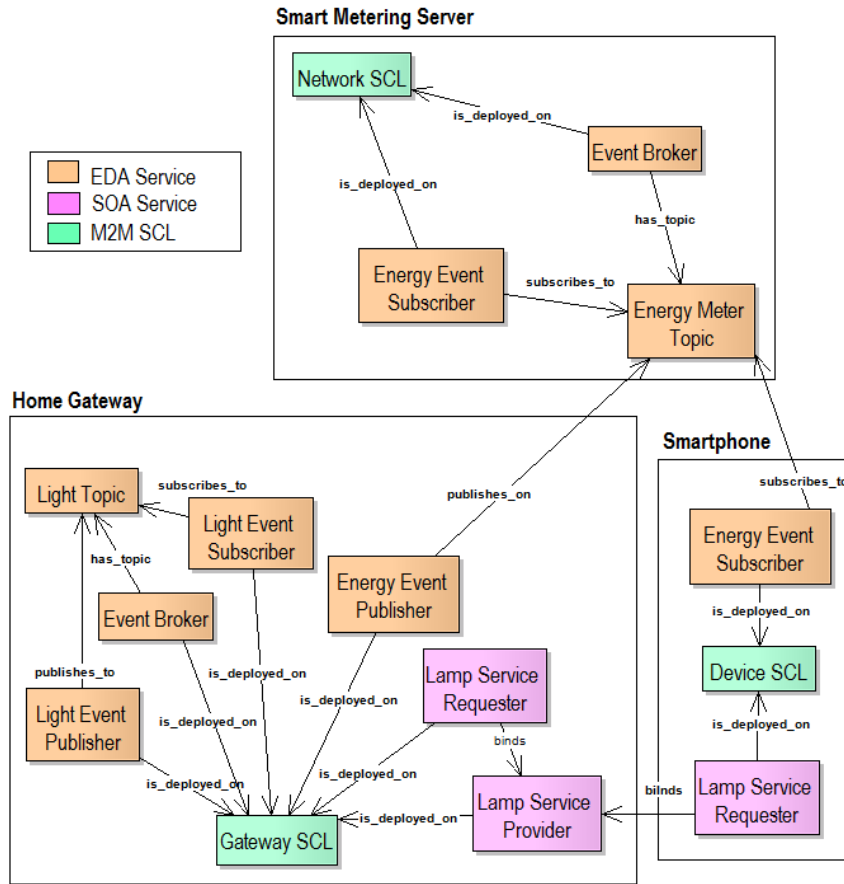 Smart Metering Server
Network SCL
is_deployed_on
Event Broker
EDA Service
SOA Service
M2M SCL
is_deployed_on
has_topic
Energy Event
Subscriber
subscribes_to
Energy Meter
Topic
Home Gateway
Smartphone
Light Topic
subscribes_to
publishes_on
subscribes_to
Light Event
Subscriber
Energy Event
Subscriber
has_topic
Energy Event
Publisher
Event Broker
is_deployed_on
publishes_to
is_deployed_on
Lamp Service
Requester
Device SCL
Light Event
Publisher
is_deployed_on
is_deployed_on
is_deployed_on
binds
is_deployed_on
is_deployed_on
bilnds
Lamp Service
Requester
Lamp Service
Provider
is_deployed_on
Gateway SCL